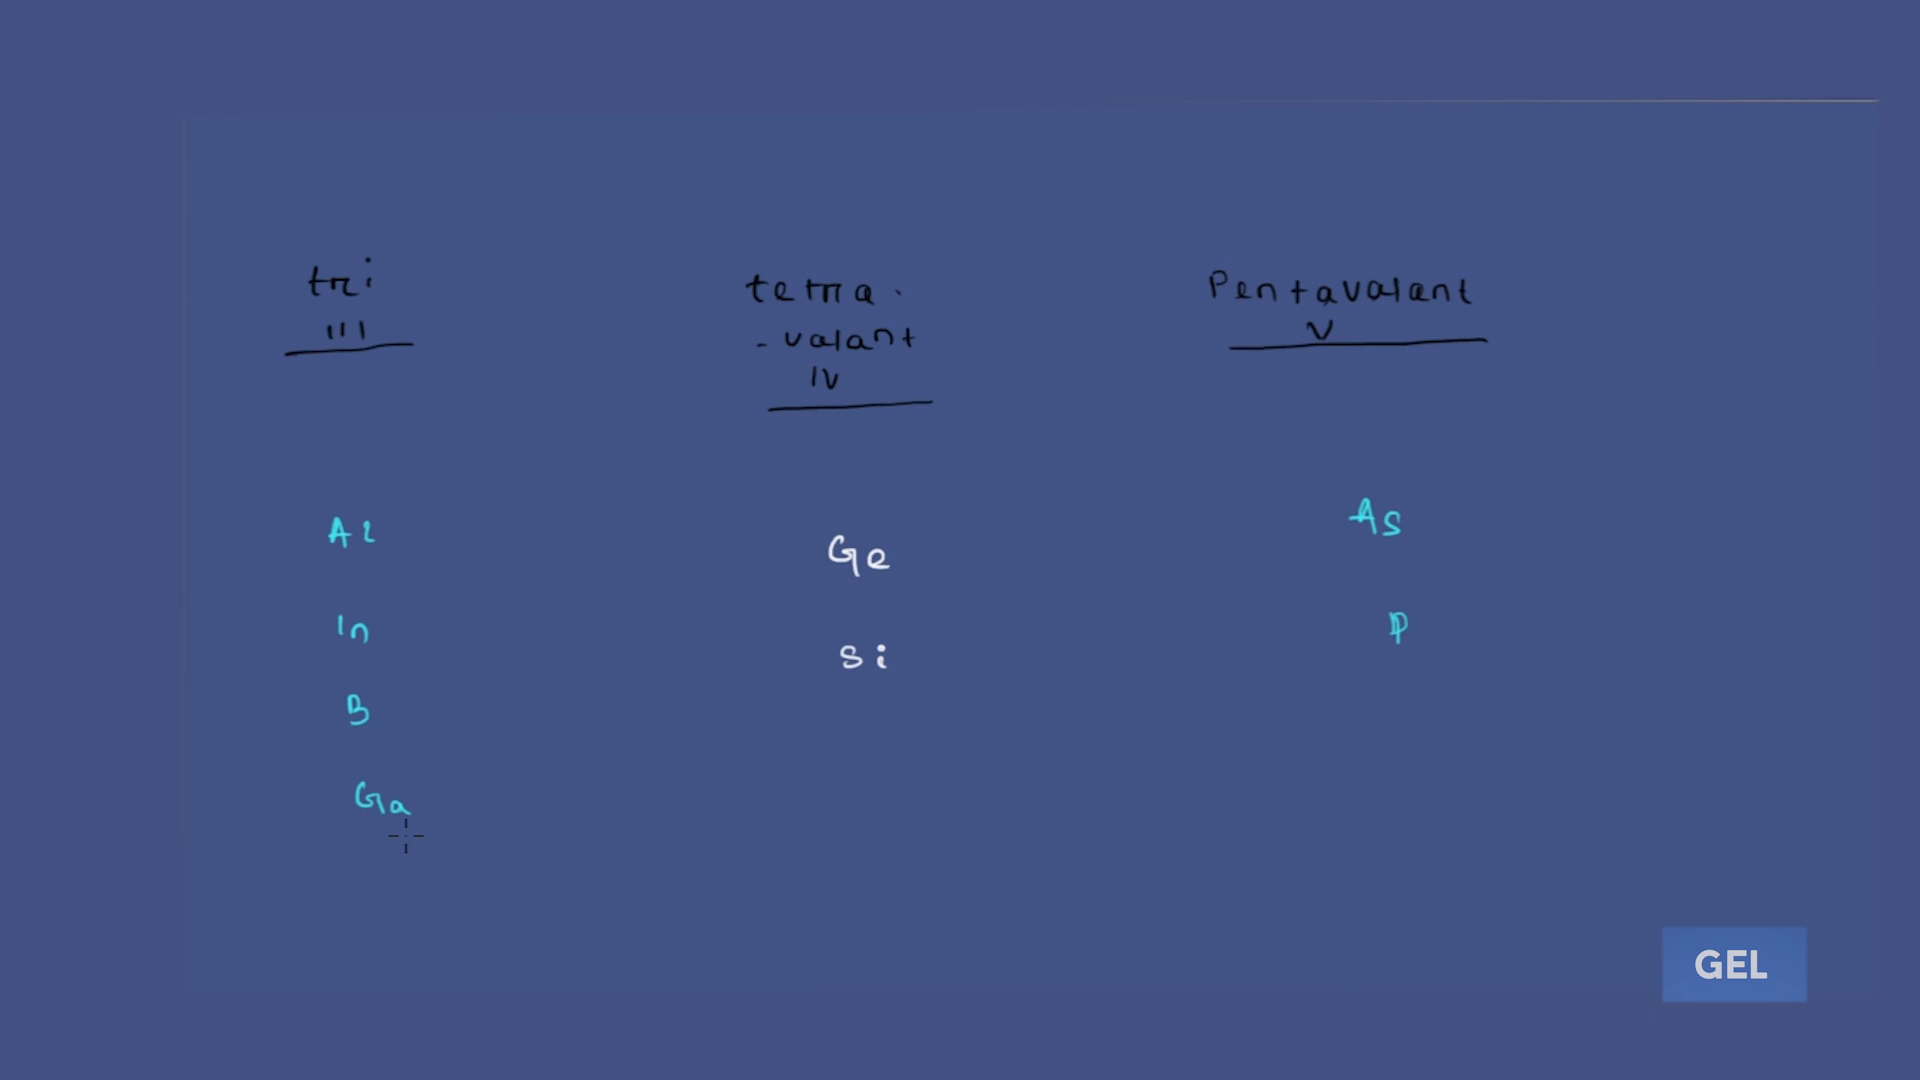 tri
III
tetra -
- valant
IV
Pentavalant
V
Al
In
B
Ga
Ge
Si
As
P
GEL